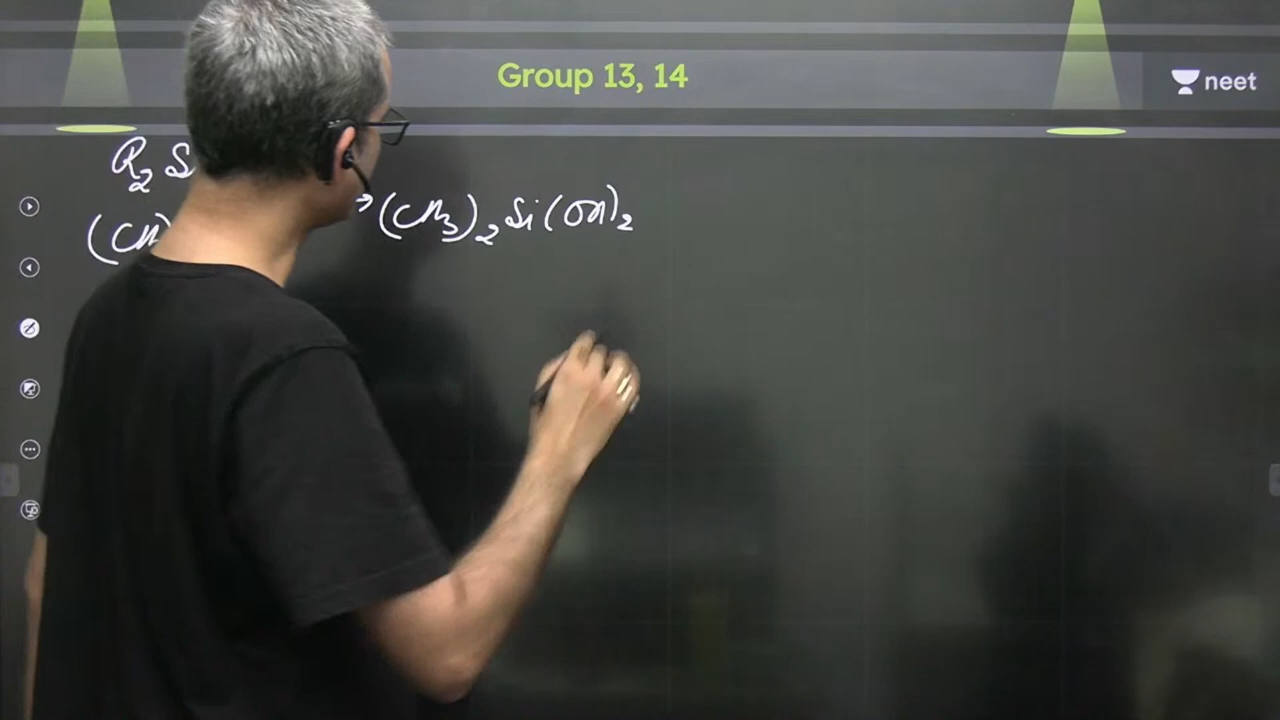 Group 13, 14
neet
R₂ S
(CH
(CH₃)₂ Si(OH)₂